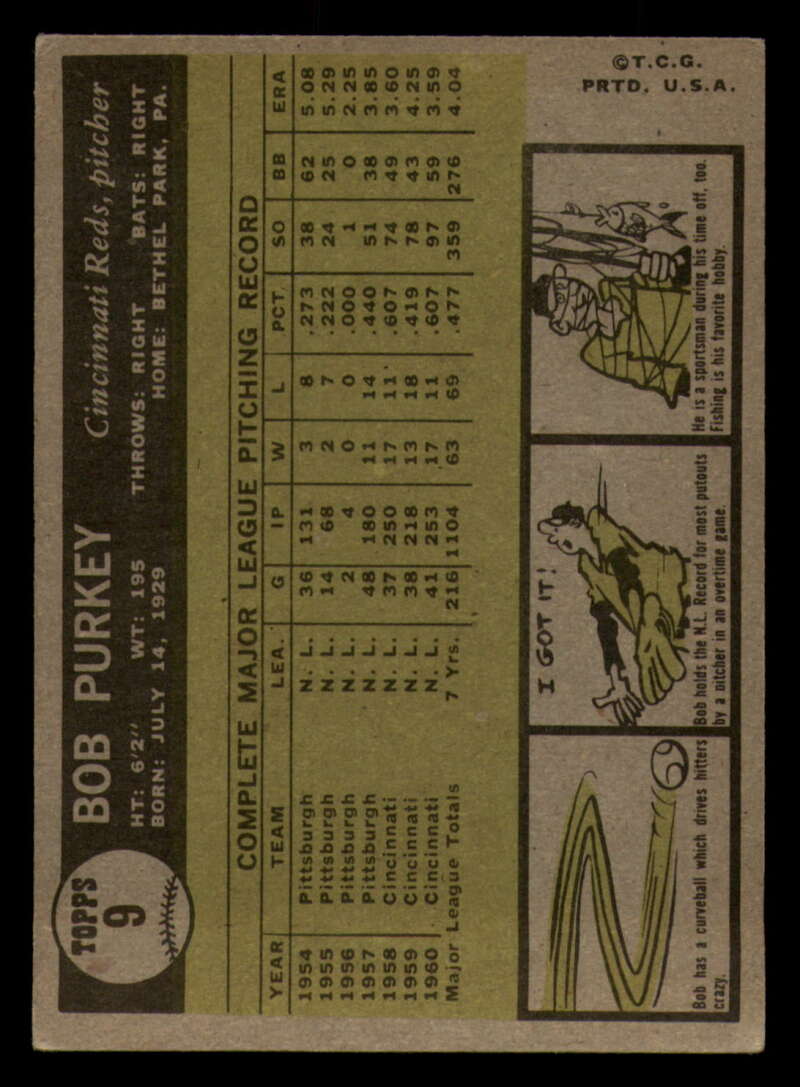 TOPPS
9
BOB PURKEY Cincinnati Reds, pitcher
HT: 6'2" WT: 195 THROWS: RIGHT BATS: RIGHT
BORN: JULY 14, 1929 HOME: BETHEL PARK, PA.
COMPLETE MAJOR LEAGUE PITCHING RECORD
YEAR TEAM LEA. G IP W L PCT. SO BB ERA
1954 Pittsburgh N. L. 36 131 3 8 .273 38 62 5.08
1955 Pittsburgh N. L. 14 68 2 7 .222 24 25 5.29
1956 Pittsburgh N. L. 2 4 0 0 .000 1 0 2.25
1957 Pittsburgh N. L. 48 180 11 14 .440 51 38 3.85
1958 Cincinnati N. L. 37 250 17 11 .607 74 49 3.60
1959 Cincinnati N. L. 38 218 13 18 .419 78 43 4.25
1960 Cincinnati N. L. 41 253 17 11 .607 97 59 3.59
Major League Totals 7 Yrs. 216 1104 63 69 .477 359 276 4.04
Bob has a curveball which drives hitters
crazy.
I GOT IT!
Bob holds the N.L. Record for most putouts
by a pitcher in an overtime game.
He is a sportsman during his time off, too.
Fishing is his favorite hobby.
©T.C.G.
PRTD. U.S.A.